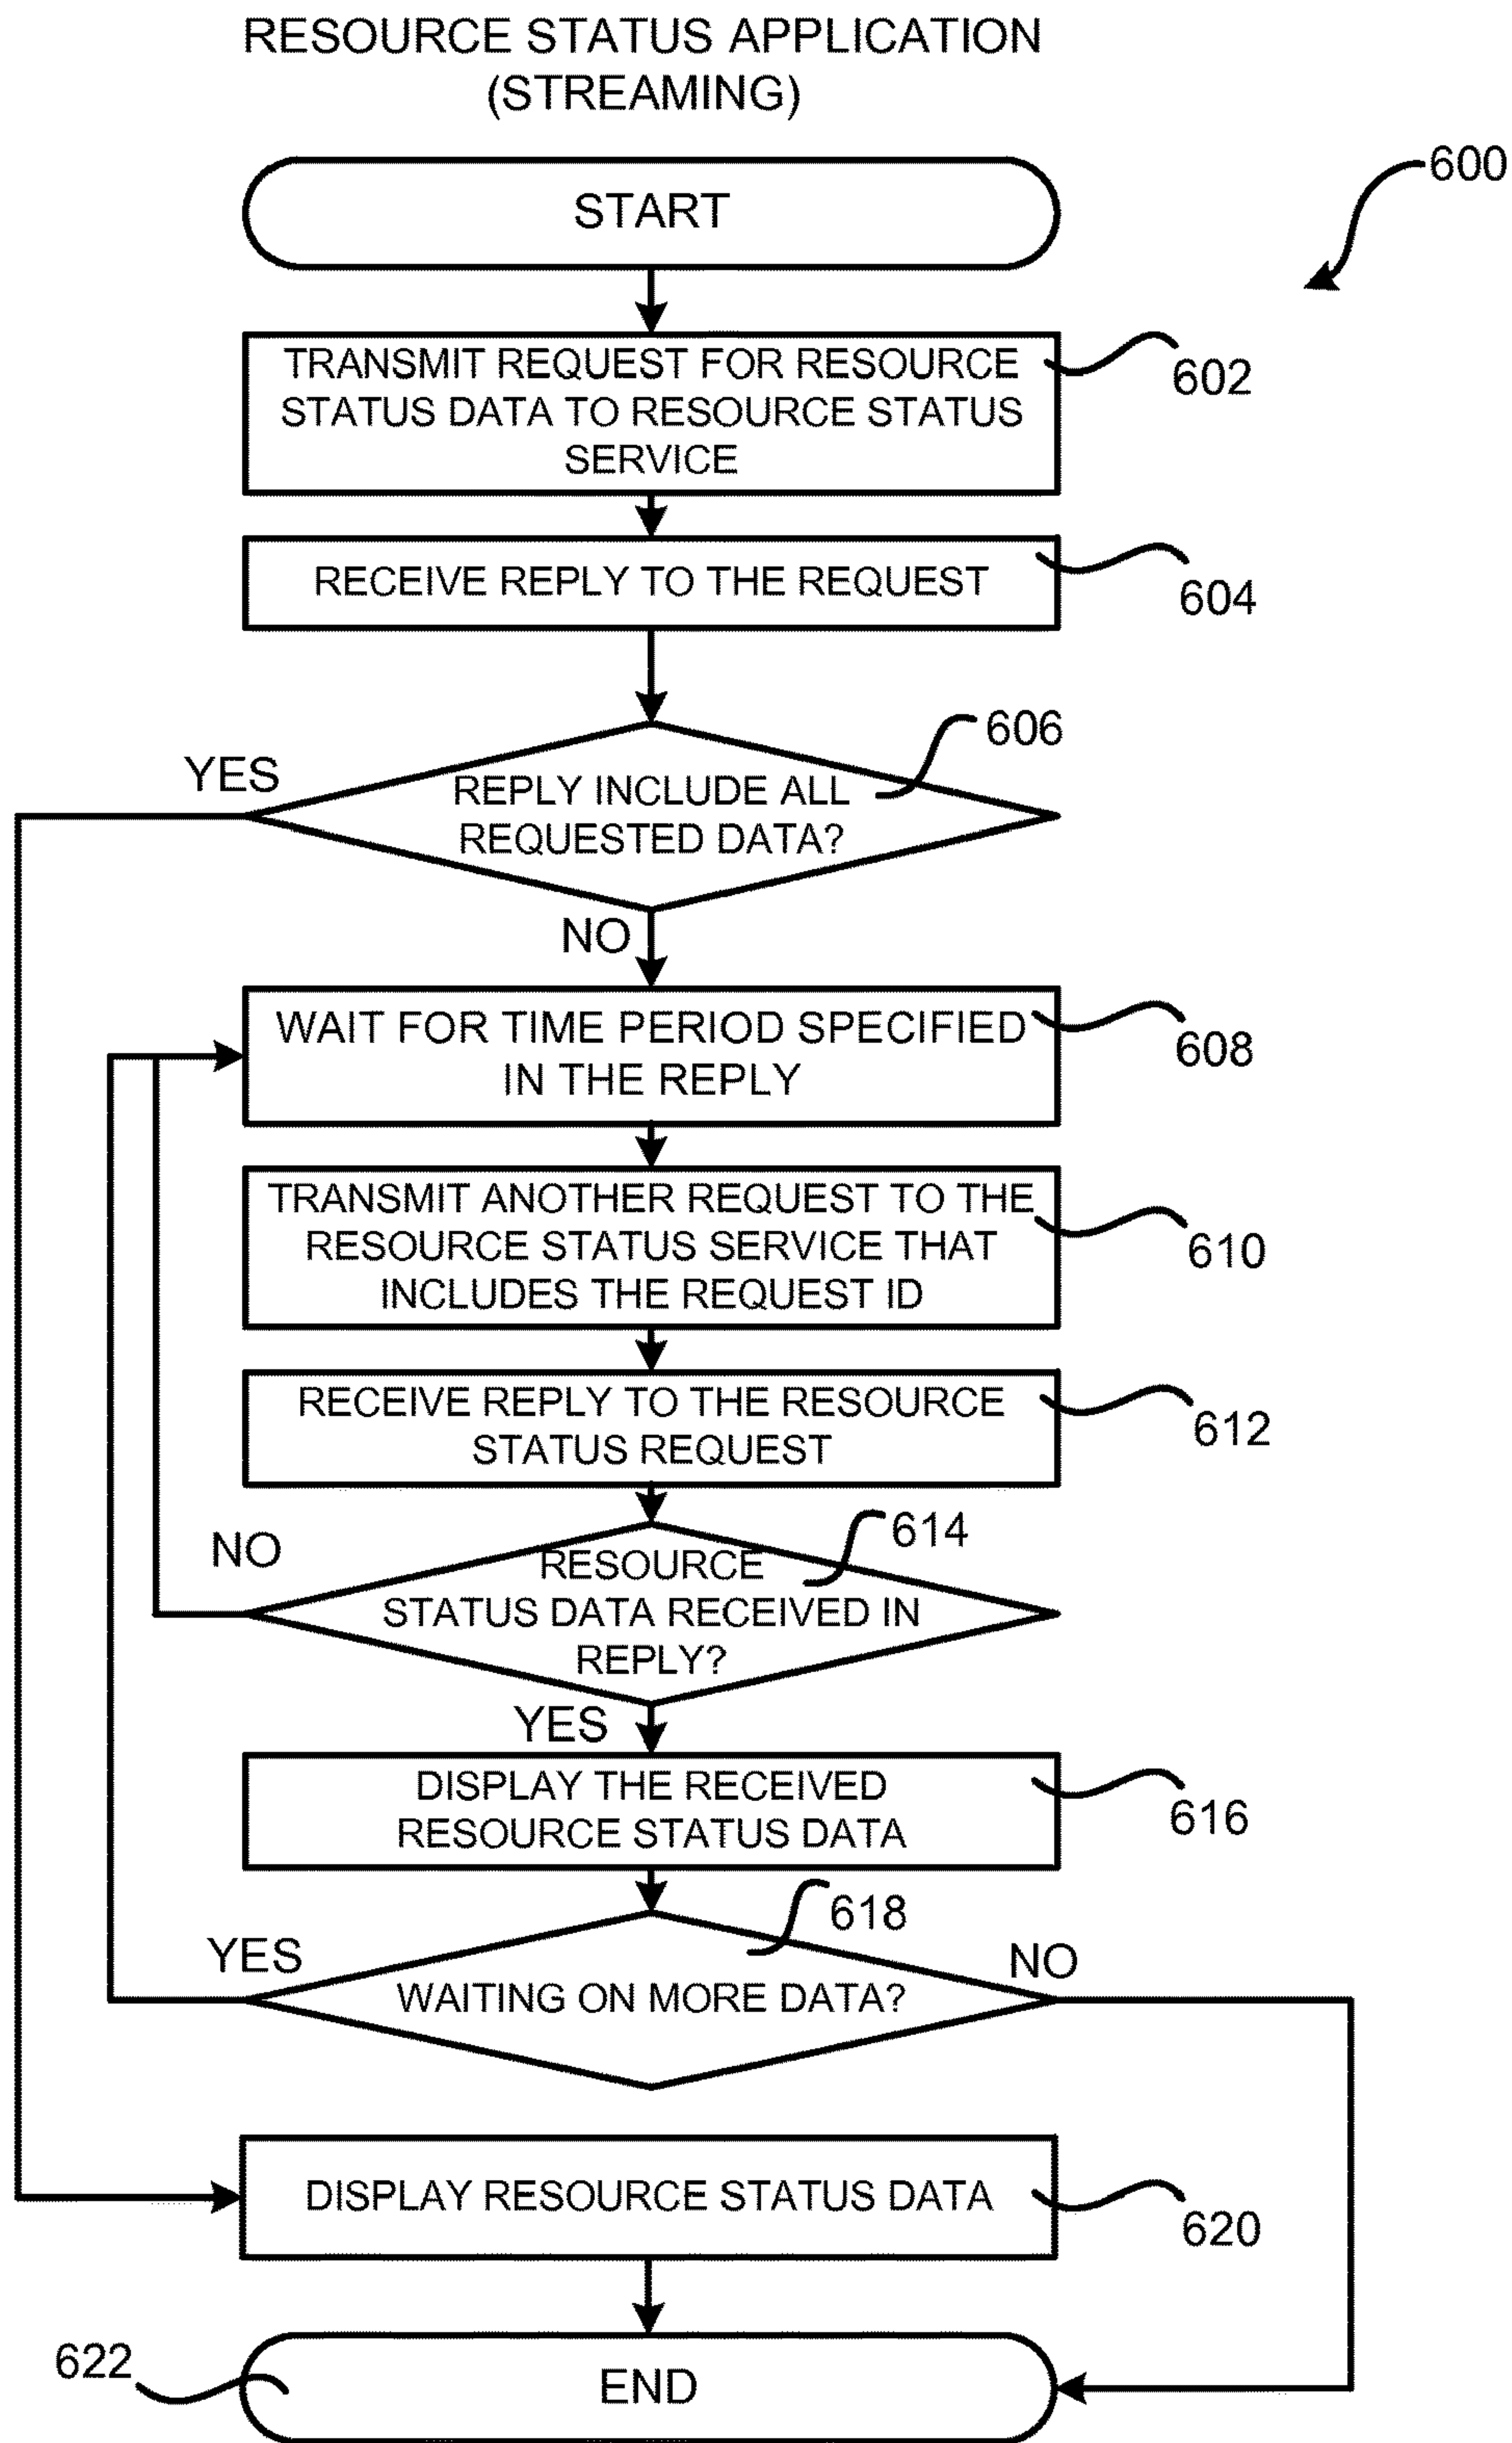 RESOURCE STATUS APPLICATION
(STREAMING)
600
START
TRANSMIT REQUEST FOR RESOURCE
STATUS DATA TO RESOURCE STATUS
SERVICE
602
RECEIVE REPLY TO THE REQUEST
604
606
YES
REPLY INCLUDE ALL
REQUESTED DATA?
NO
WAIT FOR TIME PERIOD SPECIFIED
IN THE REPLY
608
TRANSMIT ANOTHER REQUEST TO THE
RESOURCE STATUS SERVICE THAT
INCLUDES THE REQUEST ID
610
RECEIVE REPLY TO THE RESOURCE
STATUS REQUEST
612
614
NO
RESOURCE
STATUS DATA RECEIVED IN
REPLY?
YES
DISPLAY THE RECEIVED
RESOURCE STATUS DATA
616
618
YES
NO
WAITING ON MORE DATA?
DISPLAY RESOURCE STATUS DATA
620
622
END